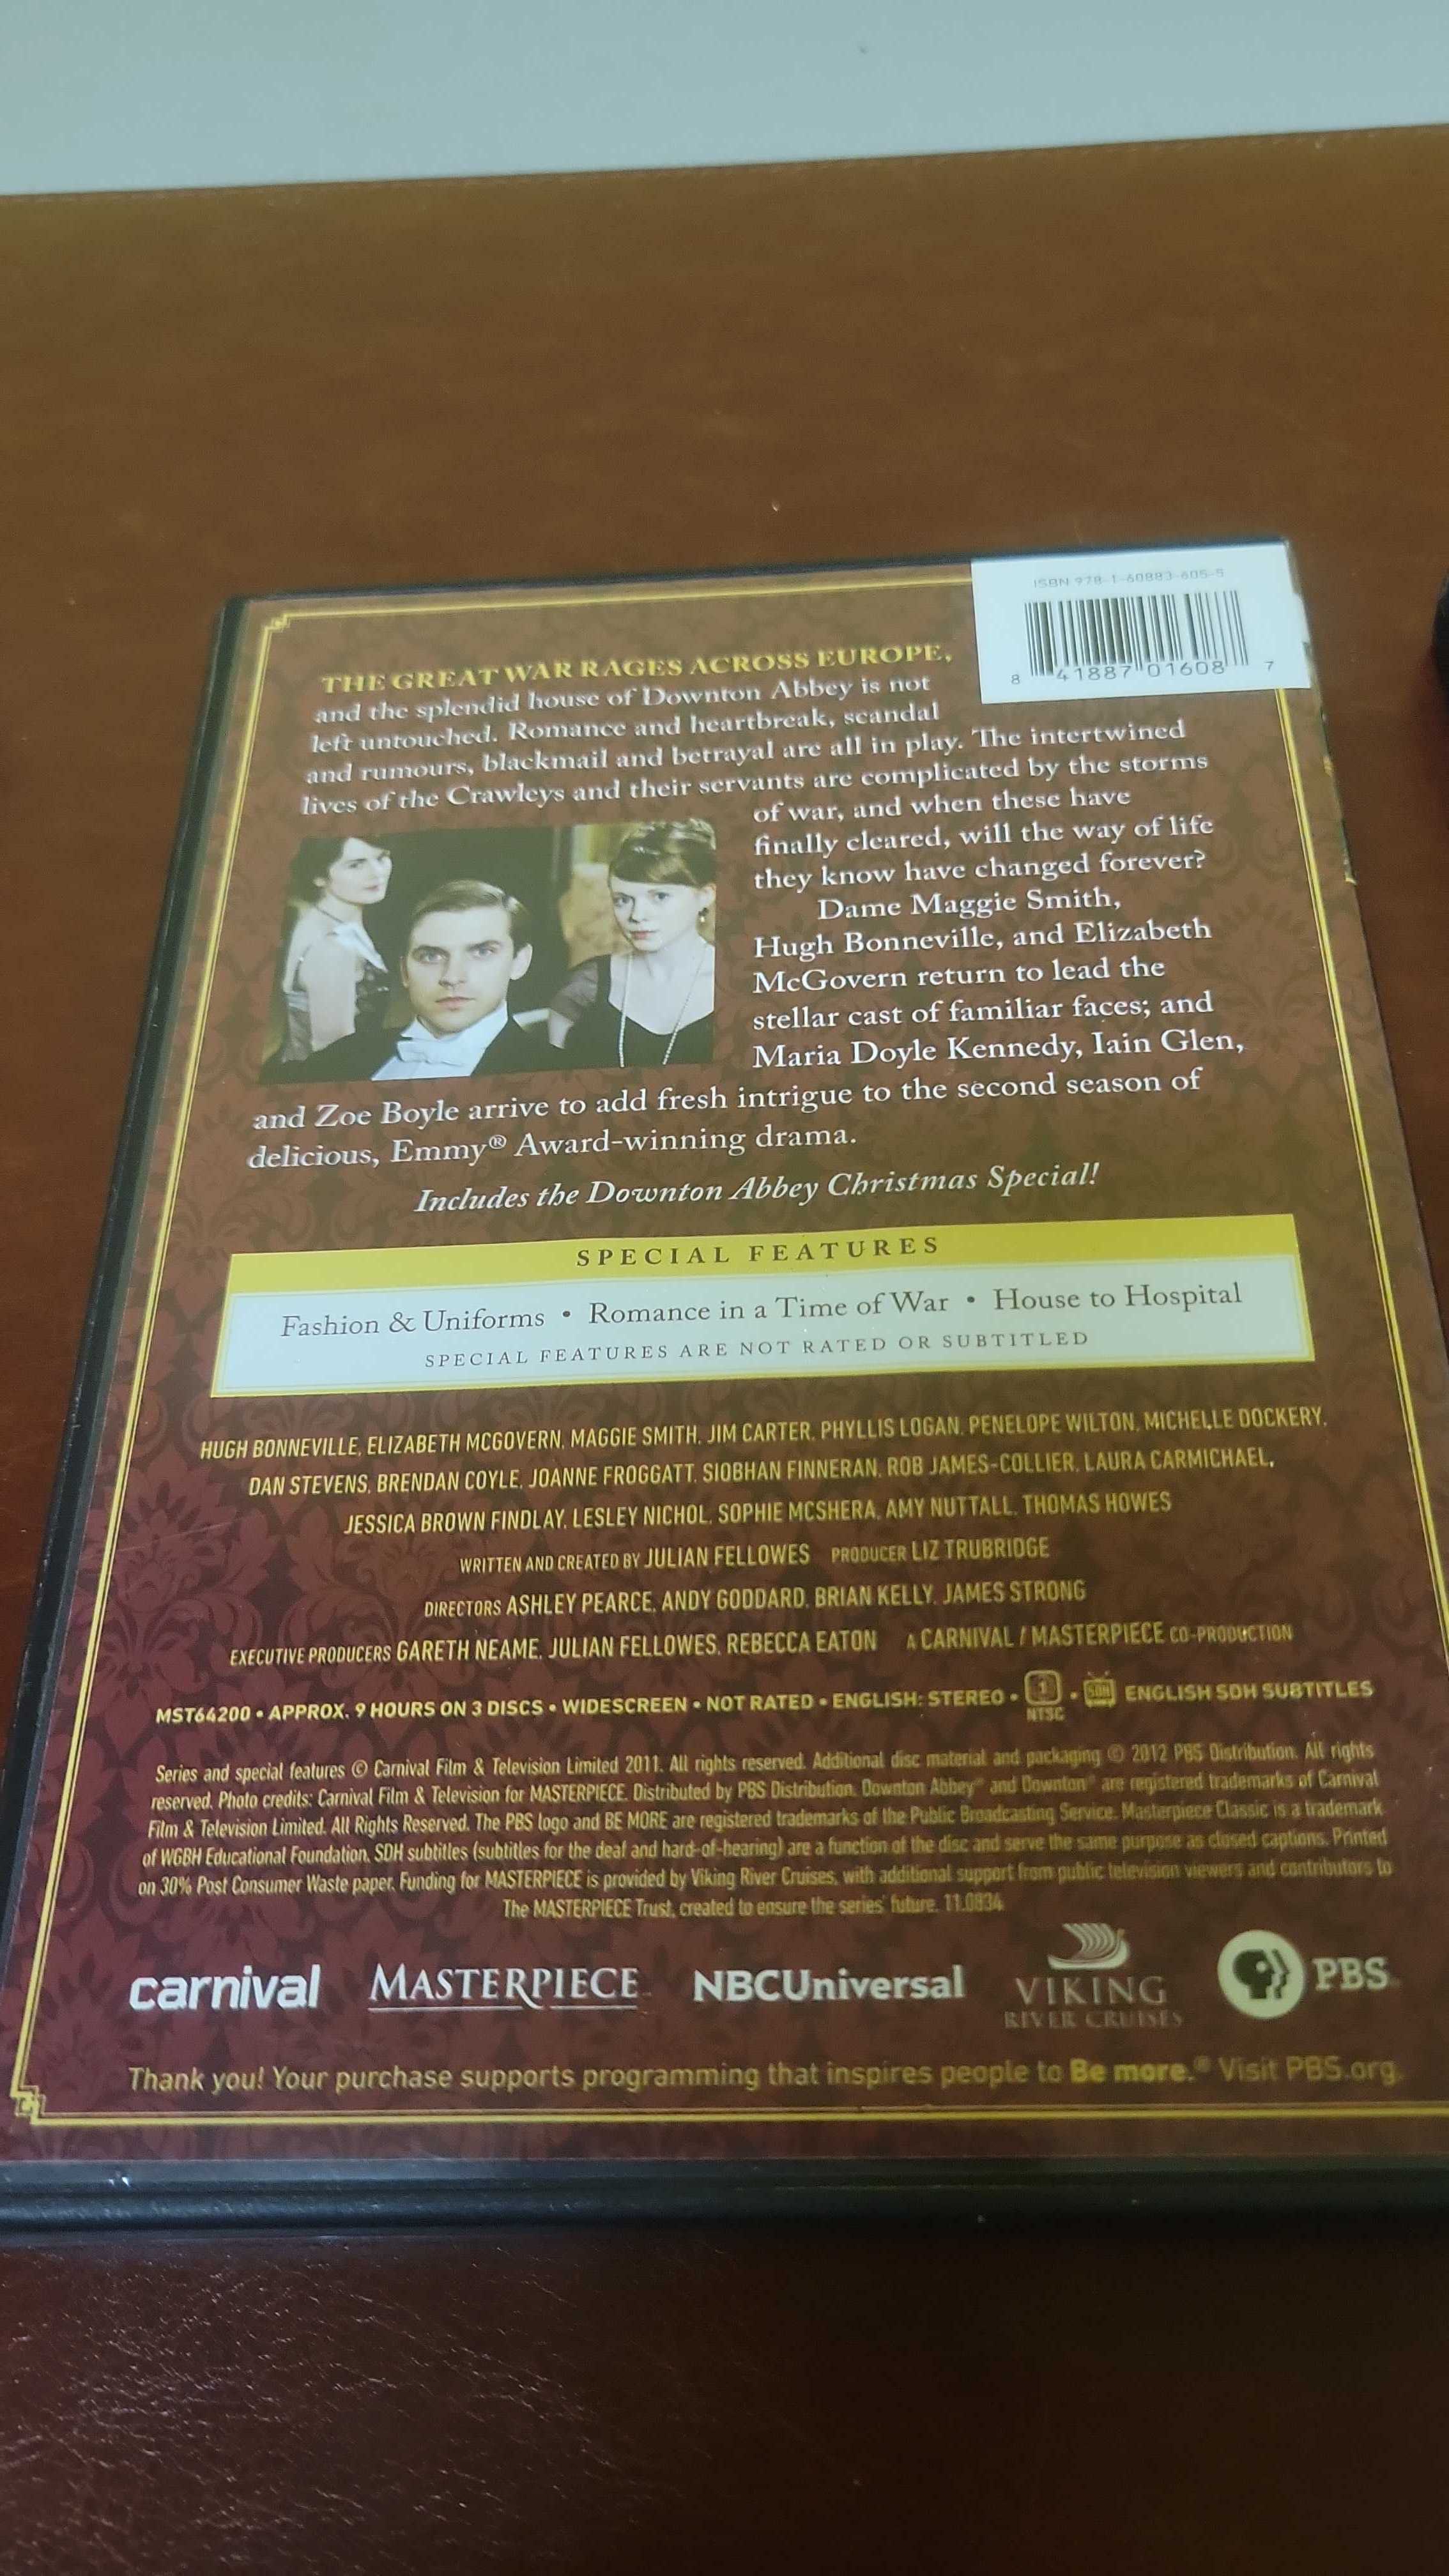 ISBN 978-1-60883-605-5
8 41887 01608 7
THE GREAT WAR RAGES ACROSS EUROPE,
and the splendid house of Downton Abbey is not
left untouched. Romance and heartbreak, scandal
and rumours, blackmail and betrayal are all in play. The intertwined
lives of the Crawleys and their servants are complicated by the storms
of war, and when these have
finally cleared, will the way of life
they know have changed forever?
Dame Maggie Smith,
Hugh Bonneville, and Elizabeth
McGovern return to lead the
stellar cast of familiar faces; and
Maria Doyle Kennedy, Iain Glen,
and Zoe Boyle arrive to add fresh intrigue to the second season of
delicious, Emmy® Award-winning drama.
Includes the Downton Abbey Christmas Special!
SPECIAL FEATURES
Fashion & Uniforms • Romance in a Time of War • House to Hospital
SPECIAL FEATURES ARE NOT RATED OR SUBTITLED
HUGH BONNEVILLE, ELIZABETH MCGOVERN, MAGGIE SMITH, JIM CARTER, PHYLLIS LOGAN, PENELOPE WILTON, MICHELLE DOCKERY,
DAN STEVENS, BRENDAN COYLE, JOANNE FROGGATT, SIOBHAN FINNERAN, ROB JAMES-COLLIER, LAURA CARMICHAEL,
JESSICA BROWN FINDLAY, LESLEY NICHOL, SOPHIE MCSHERA, AMY NUTTALL, THOMAS HOWES
WRITTEN AND CREATED BY JULIAN FELLOWES PRODUCER LIZ TRUBRIDGE
DIRECTORS ASHLEY PEARCE, ANDY GODDARD, BRIAN KELLY, JAMES STRONG
EXECUTIVE PRODUCERS GARETH NEAME, JULIAN FELLOWES, REBECCA EATON A CARNIVAL / MASTERPIECE CO-PRODUCTION
MST64200 • APPROX. 9 HOURS ON 3 DISCS • WIDESCREEN • NOT RATED • ENGLISH: STEREO • 1 NTSC • SDH ENGLISH SDH SUBTITLES
Series and special features © Carnival Film & Television Limited 2011. All rights reserved. Additional disc material and packaging © 2012 PBS Distribution. All rights
reserved. Photo credits: Carnival Film & Television for MASTERPIECE. Distributed by PBS Distribution. Downton Abbey® and Downton® are registered trademarks of Carnival
Film & Television Limited. All Rights Reserved. The PBS logo and BE MORE are registered trademarks of the Public Broadcasting Service. Masterpiece Classic is a trademark
of WGBH Educational Foundation. SDH subtitles (subtitles for the deaf and hard-of-hearing) are a function of the disc and serve the same purpose as closed captions. Printed
on 30% Post Consumer Waste paper. Funding for MASTERPIECE is provided by Viking River Cruises, with additional support from public television viewers and contributors to
The MASTERPIECE Trust, created to ensure the series' future. 11.0834
carnival MASTERPIECE NBCUniversal VIKING RIVER CRUISES PBS
Thank you! Your purchase supports programming that inspires people to Be more.® Visit PBS.org.